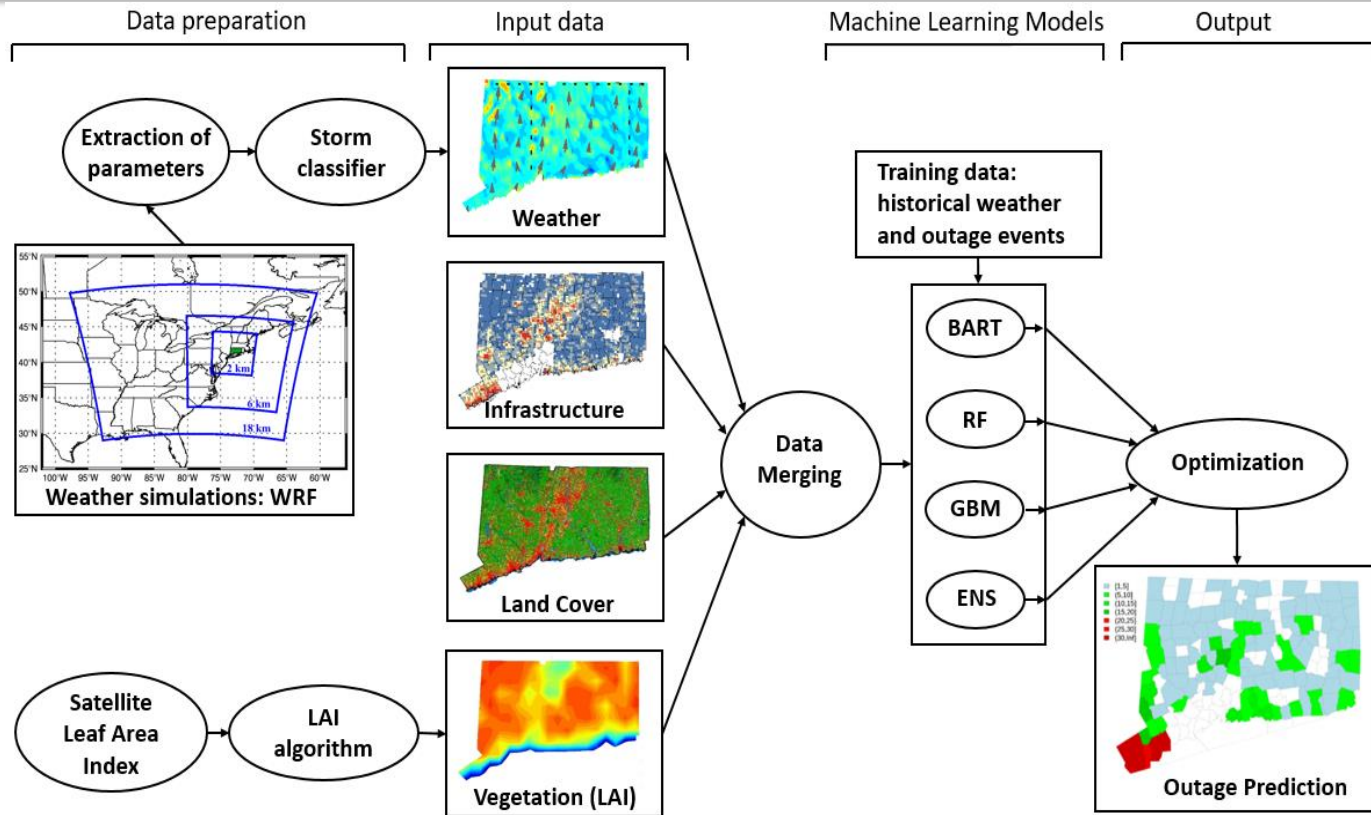 Data preparation
Input data
Machine Learning Models
Output
Extraction of
parameters
Storm
classifier
Weather
55°N
50°N
45°N
40°N
35°N
30°N
25°N
100°W 95°W 90°W 85°W 80°W 75°W 70°W 65°W 60°W
2 km
6 km
18 km
Weather simulations: WRF
Infrastructure
Land Cover
Satellite
Leaf Area
Index
LAI
algorithm
Vegetation (LAI)
Data
Merging
Training data:
historical weather
and outage events
BART
RF
GBM
ENS
Optimization
[1,5]
(5,10]
(10,15]
(15,20]
(20,25]
(25,30]
(30,Inf]
Outage Prediction